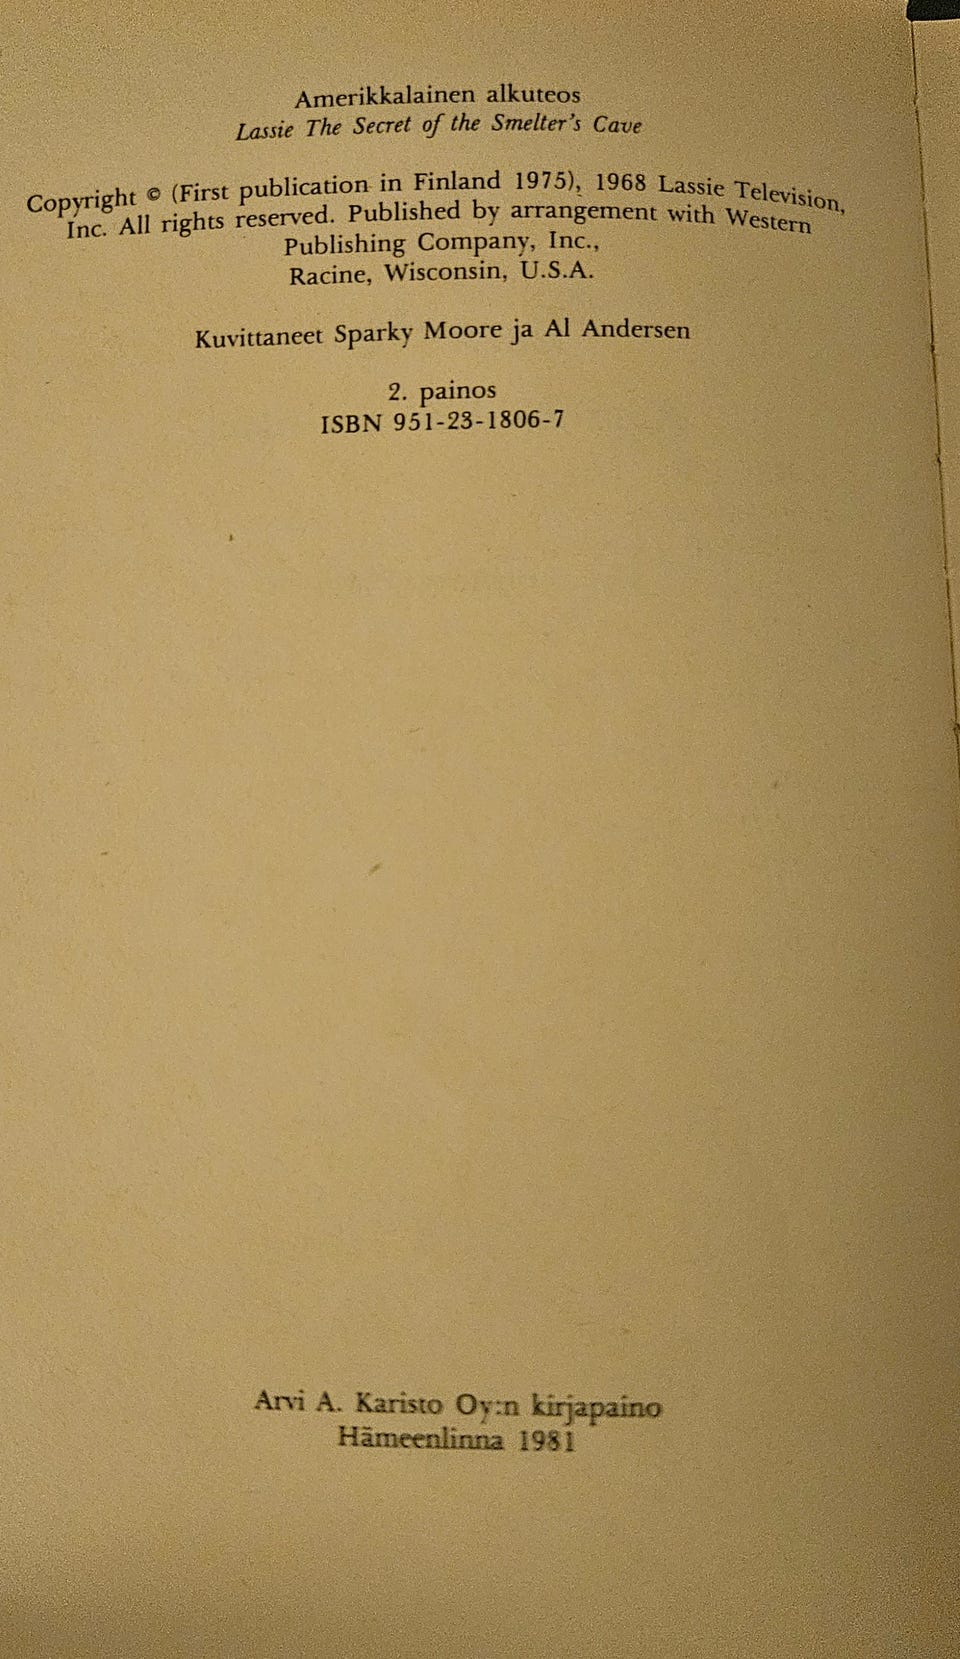 Amerikkalainen alkuteos
Lassie The Secret of the Smelter's Cave
Copyright © (First publication in Finland 1975), 1968 Lassie Television,
Inc. All rights reserved. Published by arrangement with Western
Publishing Company, Inc.,
Racine, Wisconsin, U.S.A.
Kuvittaneet Sparky Moore ja Al Andersen
2. painos
ISBN 951-23-1806-7
Arvi A. Karisto Oy:n kirjapaino
Hämeenlinna 1981